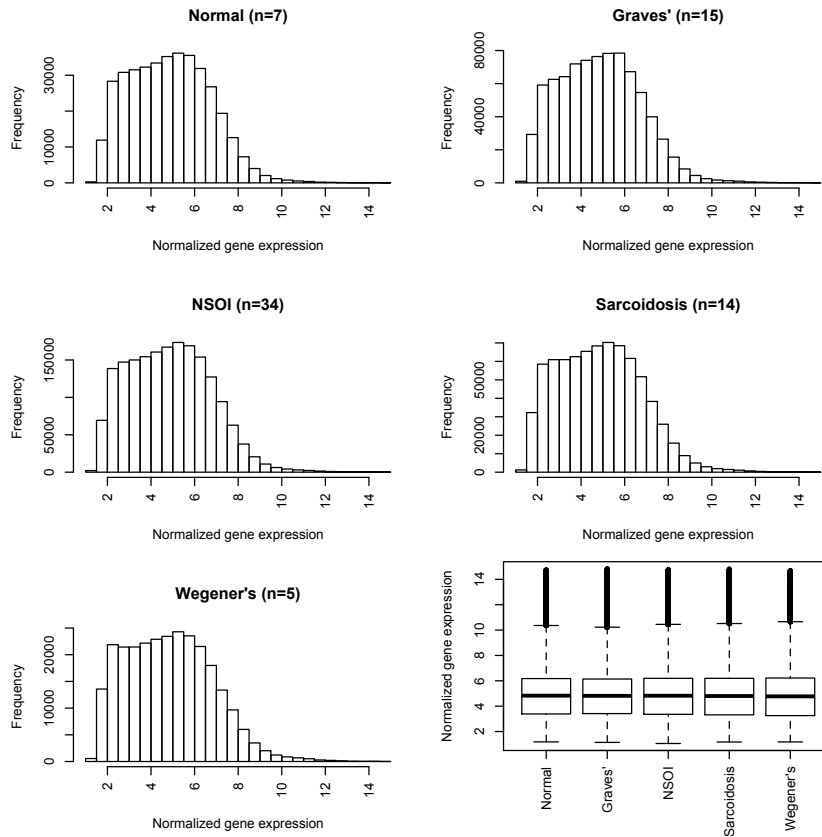 Normal (n=7)
Frequency
0 10000 30000
2 4 6 8 10 12 14
Normalized gene expression
Graves' (n=15)
Frequency
0 40000 80000
2 4 6 8 10 12 14
Normalized gene expression
NSOI (n=34)
Frequency
0 50000 150000
2 4 6 8 10 12 14
Normalized gene expression
Sarcoidosis (n=14)
Frequency
0 20000 50000
2 4 6 8 10 12 14
Normalized gene expression
Wegener's (n=5)
Frequency
0 10000 20000
2 4 6 8 10 12 14
Normalized gene expression
Normalized gene expression
2 4 6 8 10 14
Normal
Graves'
NSOI
Sarcoidosis
Wegener's